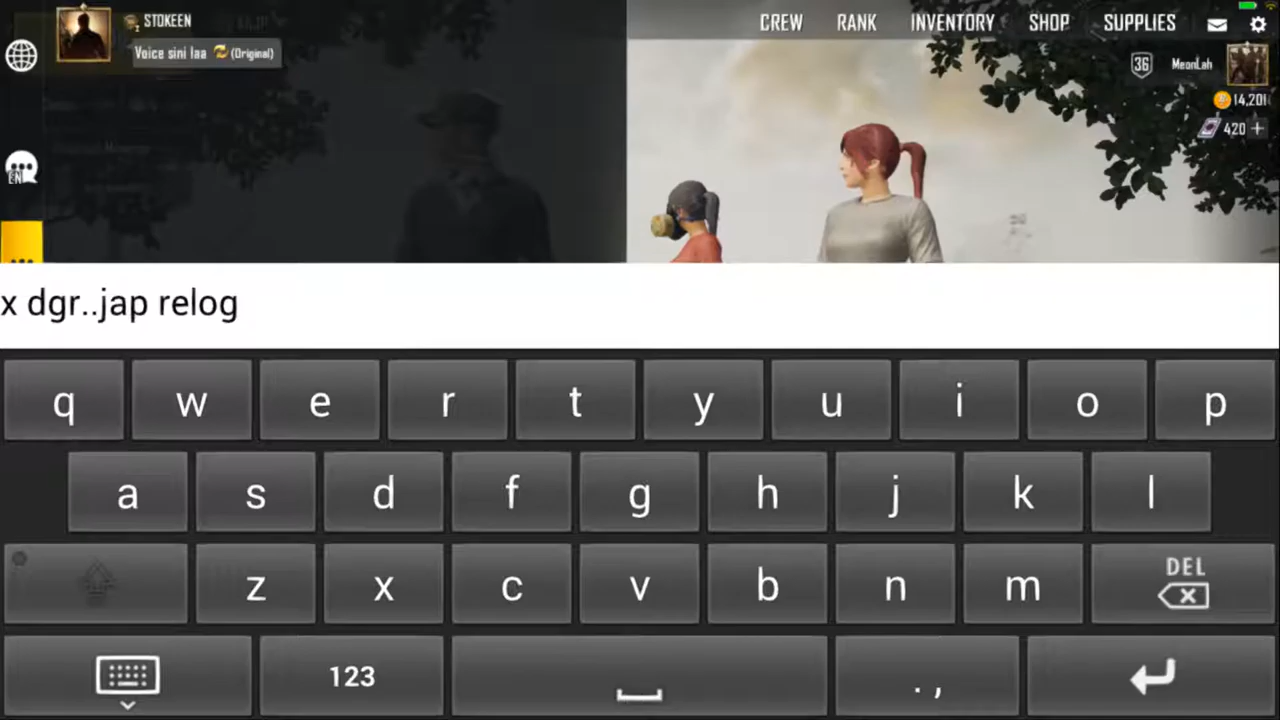 STOKEEN
Voice sini laa (Original)
CREW RANK INVENTORY SHOP SUPPLIES
36 MeonLah
14,201
420
EN
x dgr..jap relog
q w e r t y u i o p
a s d f g h j k l
z x c v b n m DEL
123 . ,